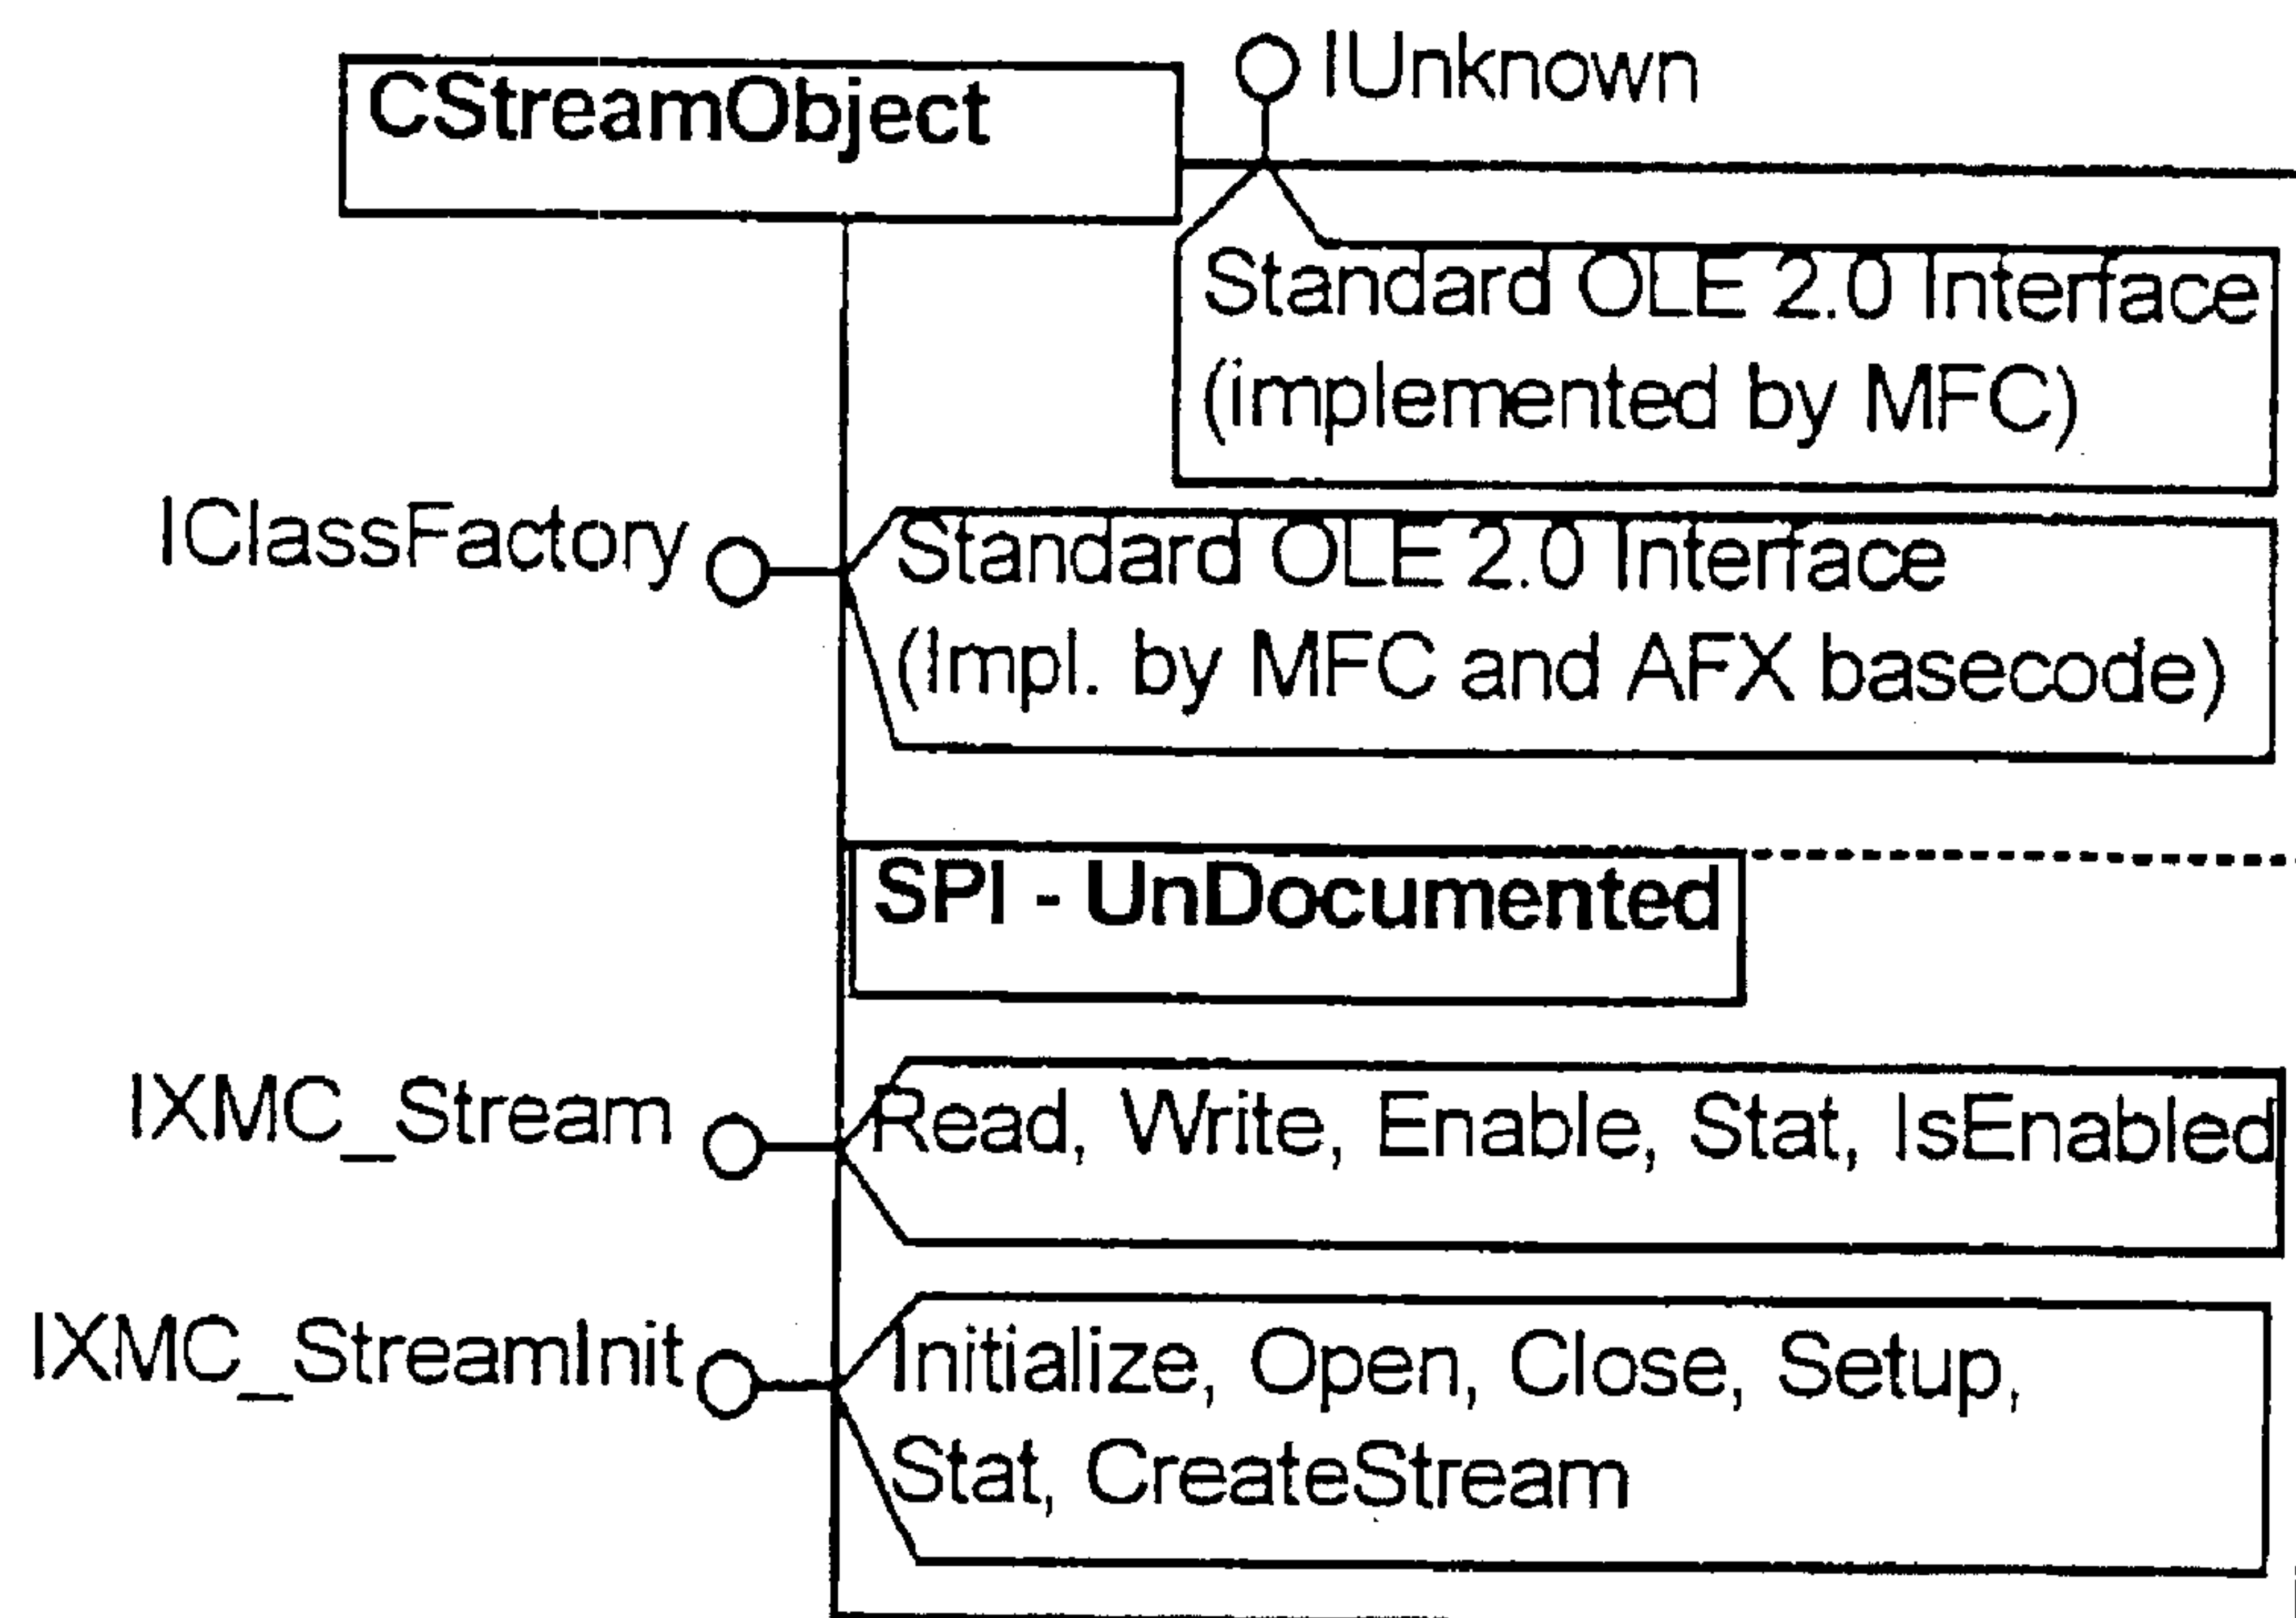 CStreamObject
IUnknown
Standard OLE 2.0 Interface
(implemented by MFC)
IClassFactory
Standard OLE 2.0 Interface
(Impl. by MFC and AFX basecode)
SPI - UnDocumented
IXMC_Stream
Read, Write, Enable, Stat, IsEnabled
IXMC_StreamInit
Initialize, Open, Close, Setup,
Stat, CreateStream